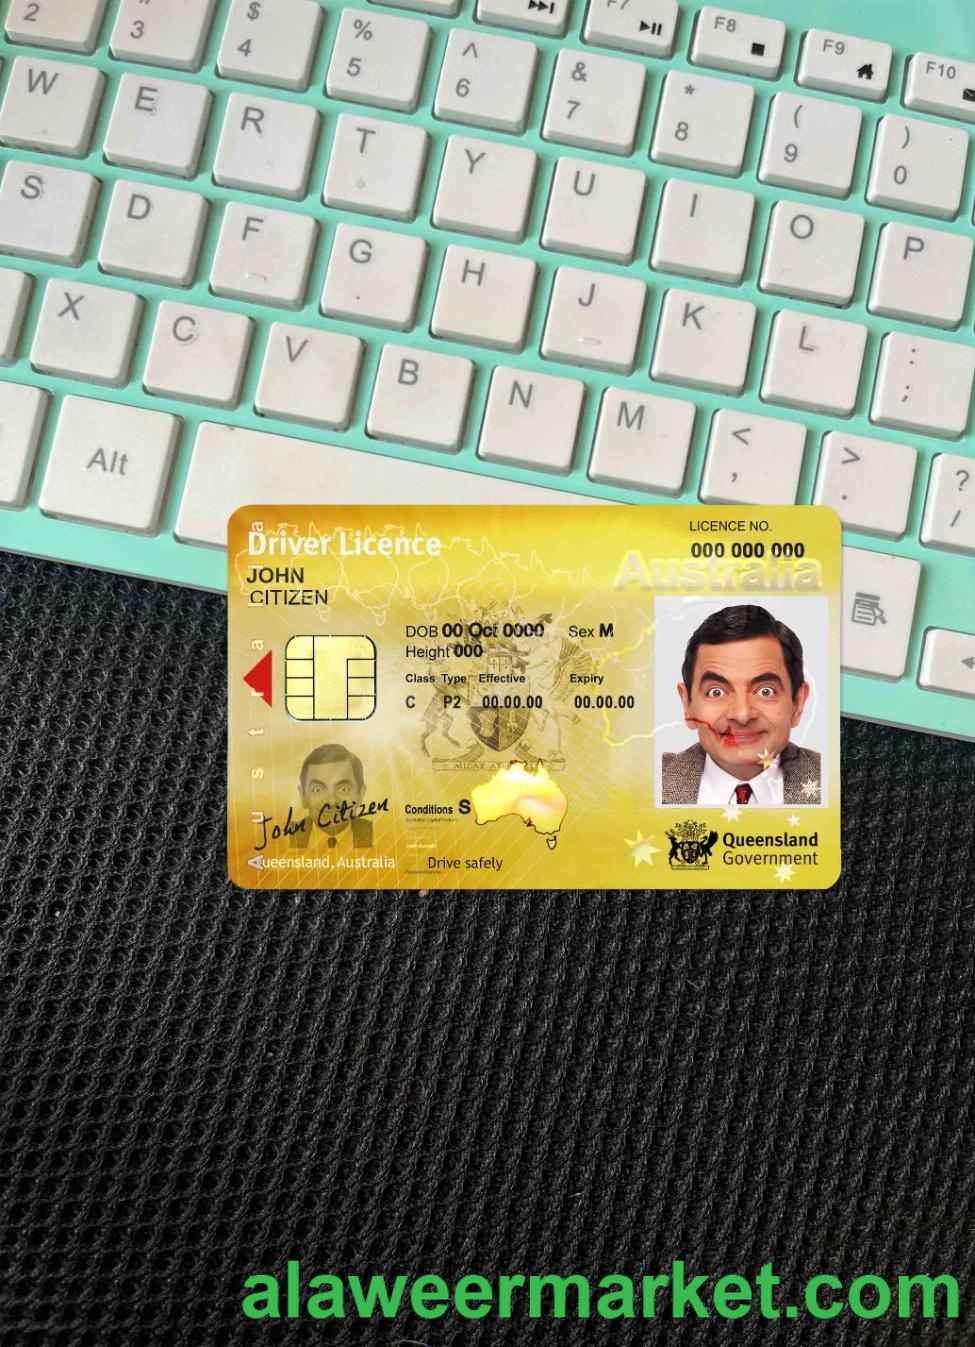 2 3 $ 4 % 5 ^ 6 & 7 * 8 ( 9 ) 0
F7 F8 F9 F10
W E R T Y U I O P
S D F G H J K L : ;
X C V B N M < , > . ? /
Alt
Driver Licence
LICENCE NO.
000 000 000
Australia
JOHN
CITIZEN
DOB 00 Oct 0000 Sex M
Height 000
Class Type Effective Expiry
C P2 00.00.00 00.00.00
Australia
John Citizen
Conditions S
Queensland, Australia
Drive safely
Queensland
Government
alaweermarket.com